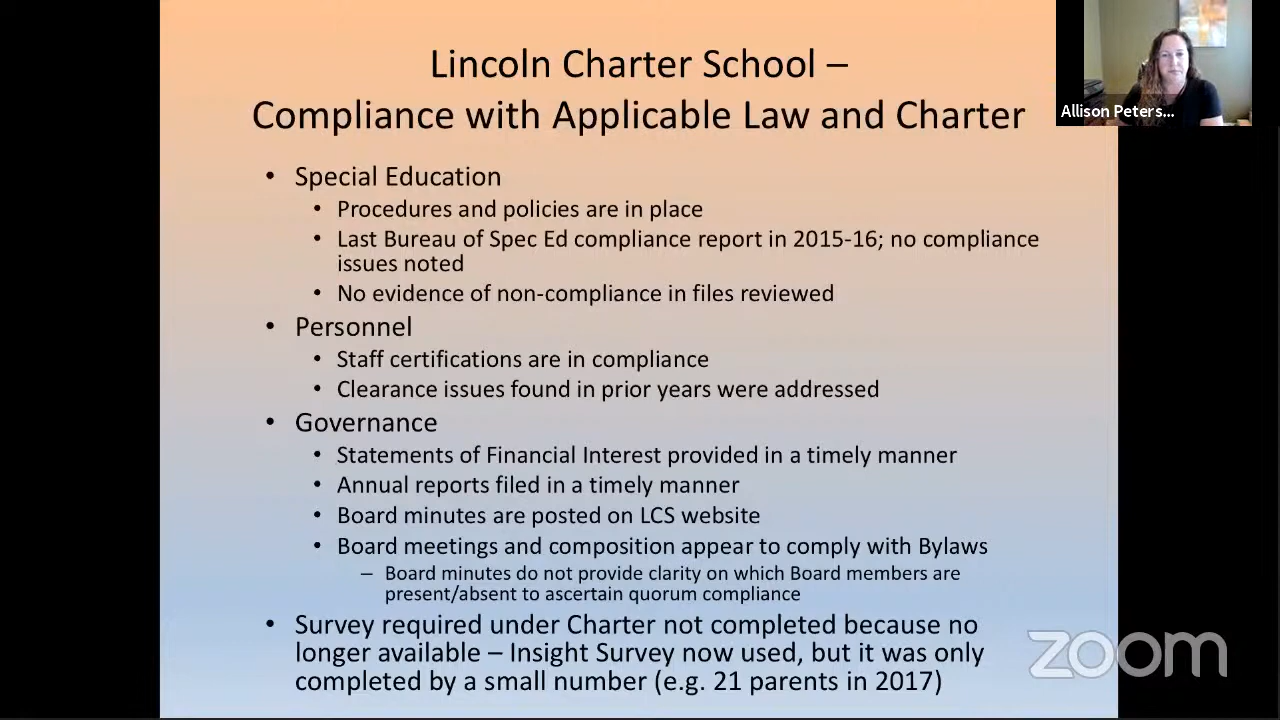 Lincoln Charter School –
Compliance with Applicable Law and Charter
Allison Peters...
• Special Education
• Procedures and policies are in place
• Last Bureau of Spec Ed compliance report in 2015-16; no compliance
issues noted
• No evidence of non-compliance in files reviewed
• Personnel
• Staff certifications are in compliance
• Clearance issues found in prior years were addressed
• Governance
• Statements of Financial Interest provided in a timely manner
• Annual reports filed in a timely manner
• Board minutes are posted on LCS website
• Board meetings and composition appear to comply with Bylaws
– Board minutes do not provide clarity on which Board members are
present/absent to ascertain quorum compliance
• Survey required under Charter not completed because no
longer available – Insight Survey now used, but it was only
completed by a small number (e.g. 21 parents in 2017)
zoom